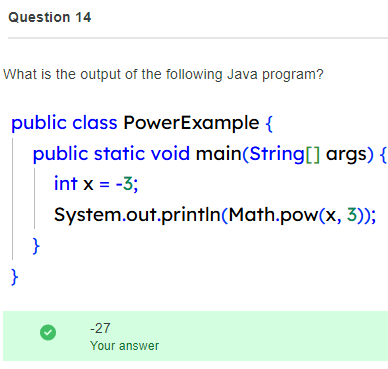 Question 14
What is the output of the following Java program?
public class PowerExample {
public static void main(String[] args) {
int x = -3;
System.out.println(Math.pow(x, 3));
}
}
-27
Your answer